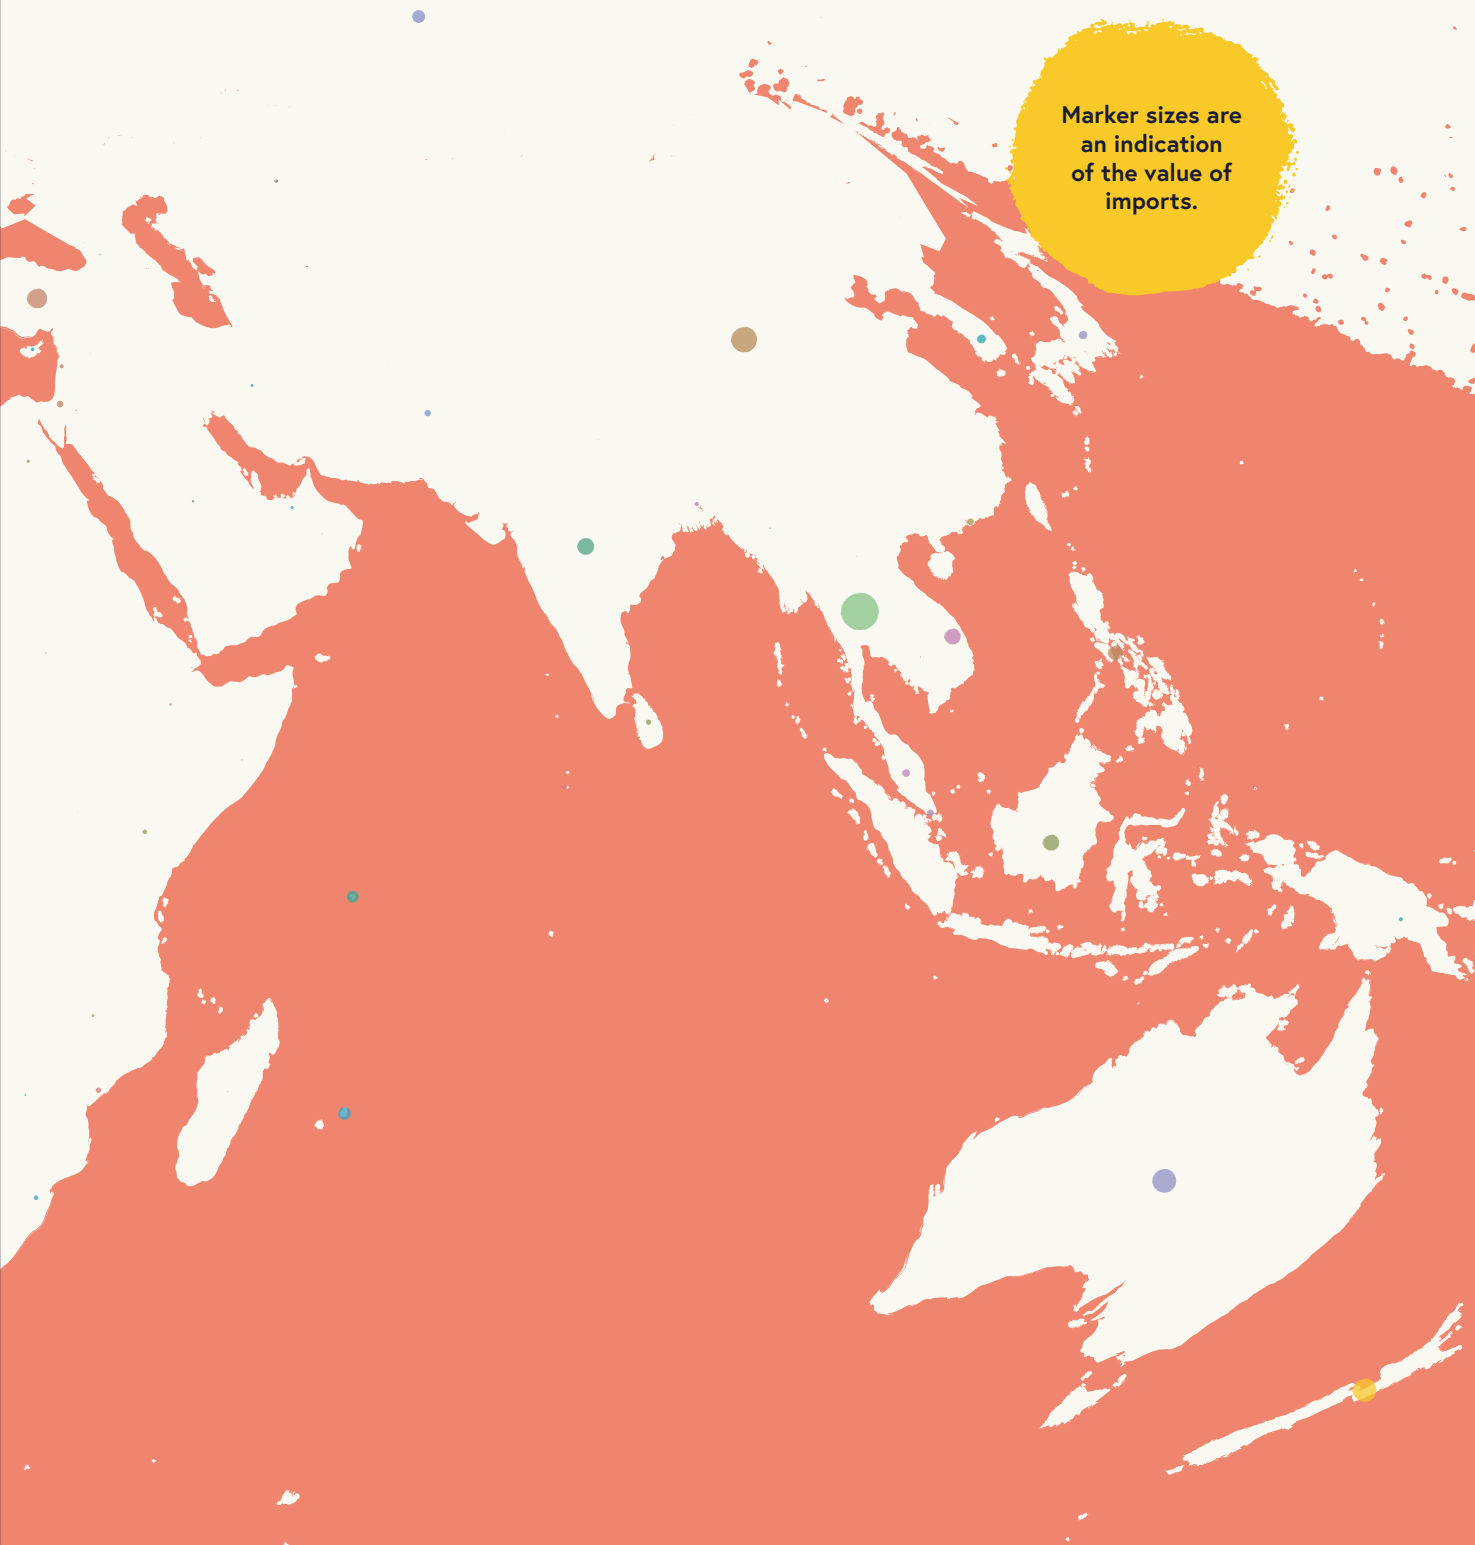 Marker sizes are
an indication
of the value of
imports.